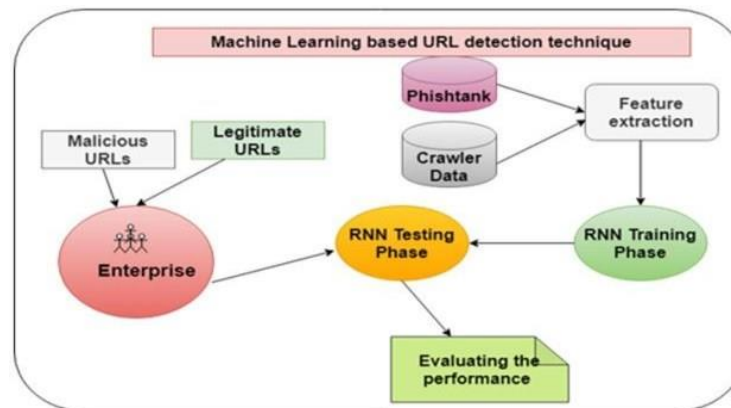 Machine Learning based URL detection technique
Phishtank
Feature
extraction
Malicious
URLs
Legitimate
URLs
Crawler
Data
Enterprise
RNN Testing
Phase
RNN Training
Phase
Evaluating the
performance